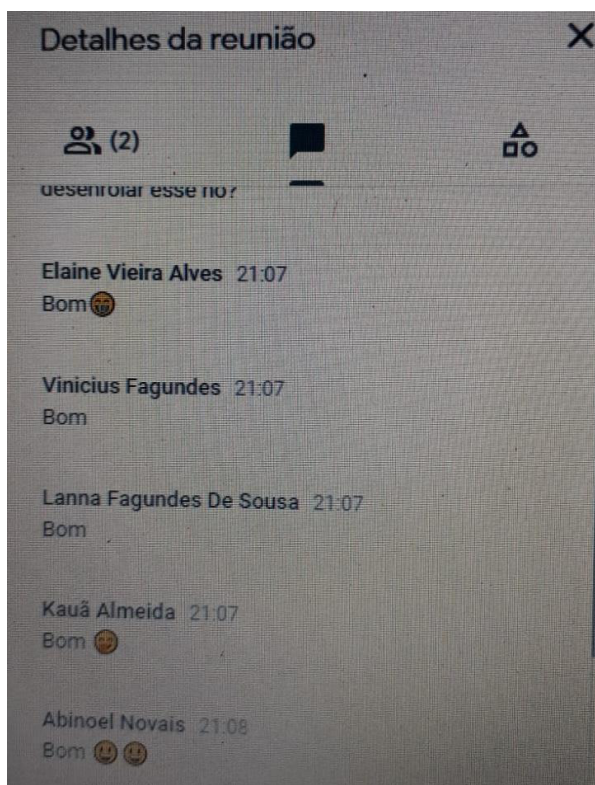 Detalhes da reunião
(2)
desenrolar esse nó?
Elaine Vieira Alves 21:07
Bom😁
Vinicius Fagundes 21:07
Bom
Lanna Fagundes De Sousa 21:07
Bom
Kauã Almeida 21:07
Bom 😁
Abinoel Novais 21:08
Bom 😃😃